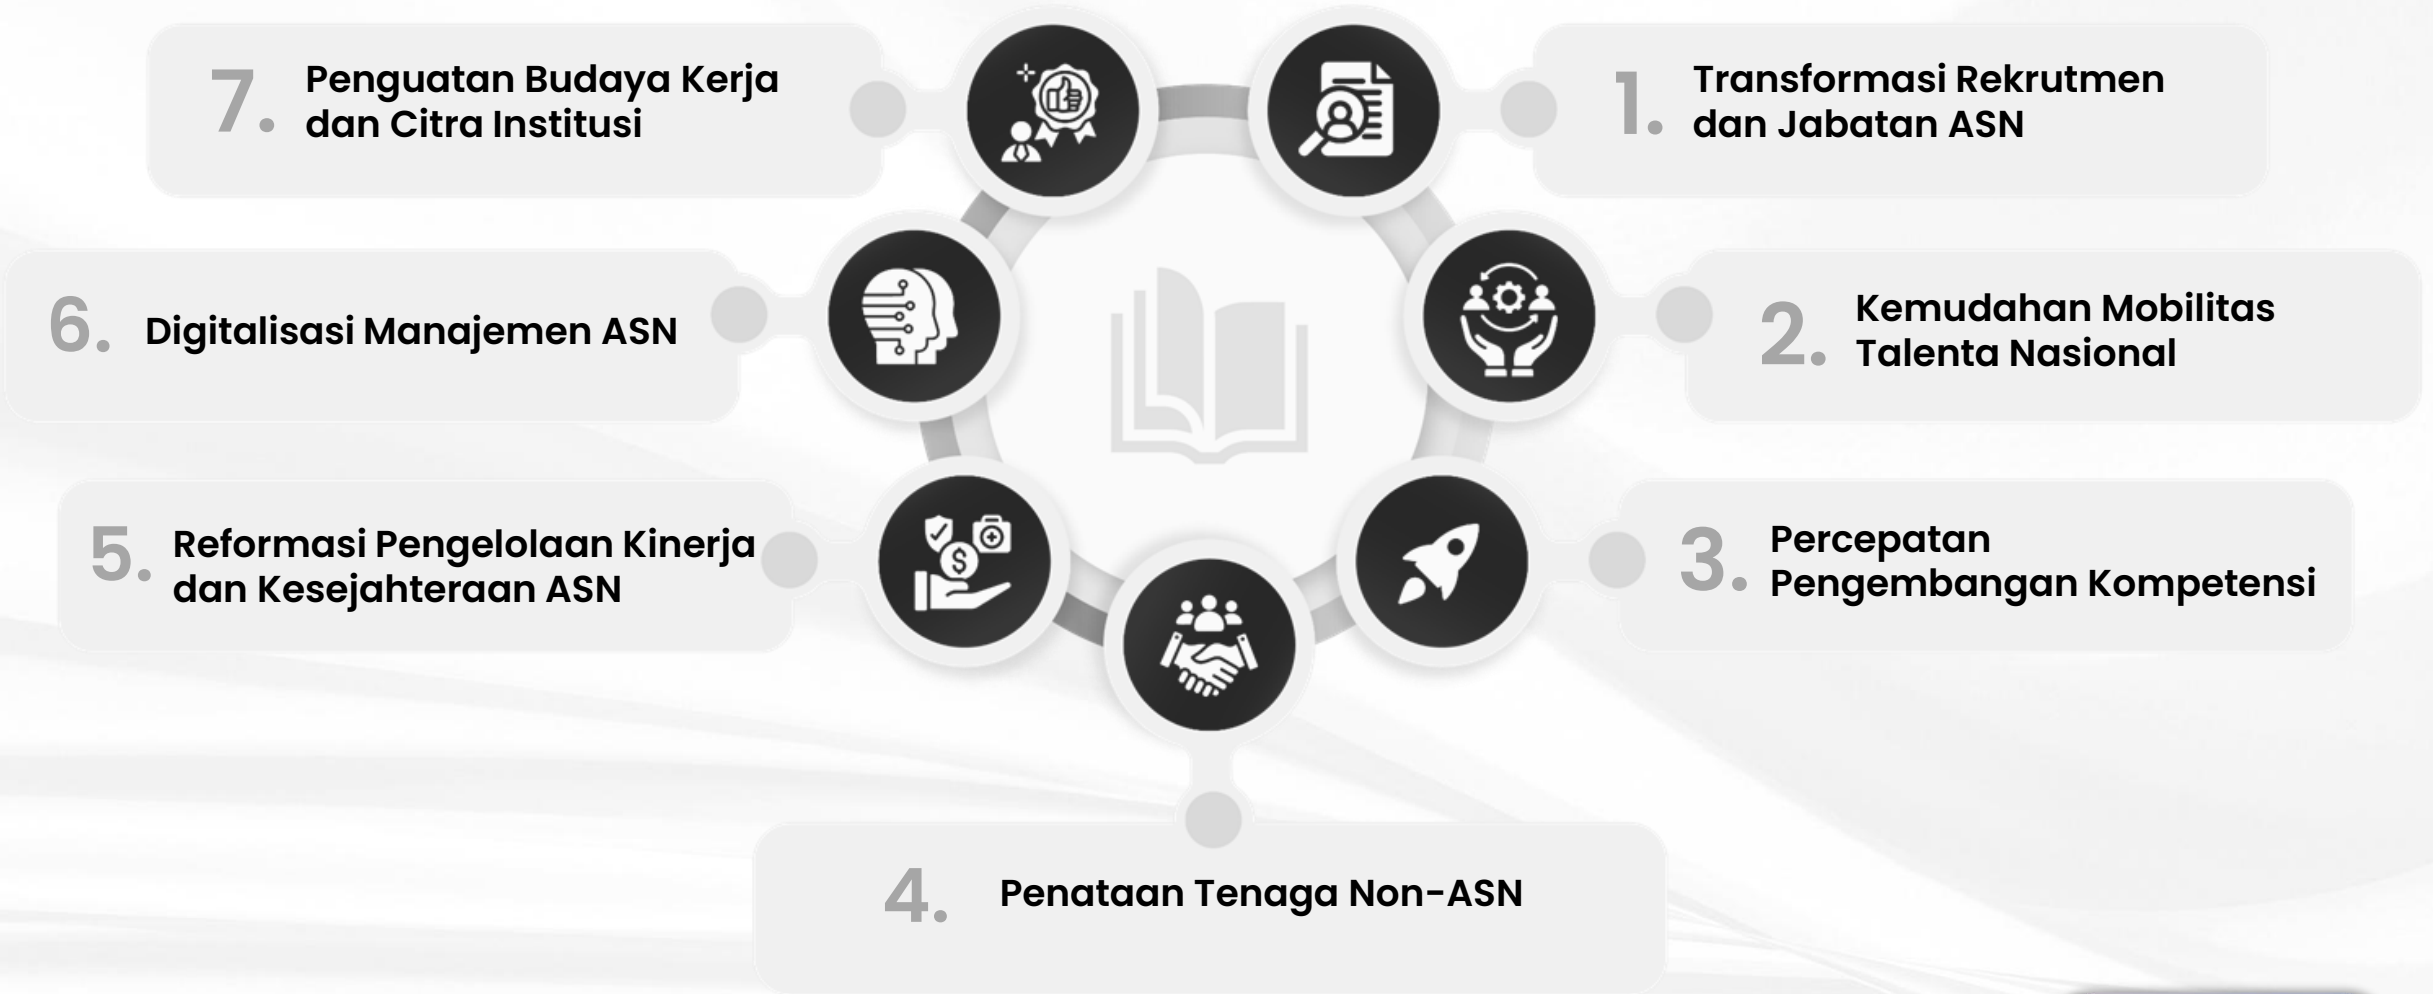 1.
Transformasi Rekrutmen
dan Jabatan ASN
2.
Kemudahan Mobilitas
Talenta Nasional
3.
Percepatan
Pengembangan Kompetensi
4.
Penataan Tenaga Non-ASN
5.
Reformasi Pengelolaan Kinerja
dan Kesejahteraan ASN
6.
Digitalisasi Manajemen ASN
7.
Penguatan Budaya Kerja
dan Citra Institusi